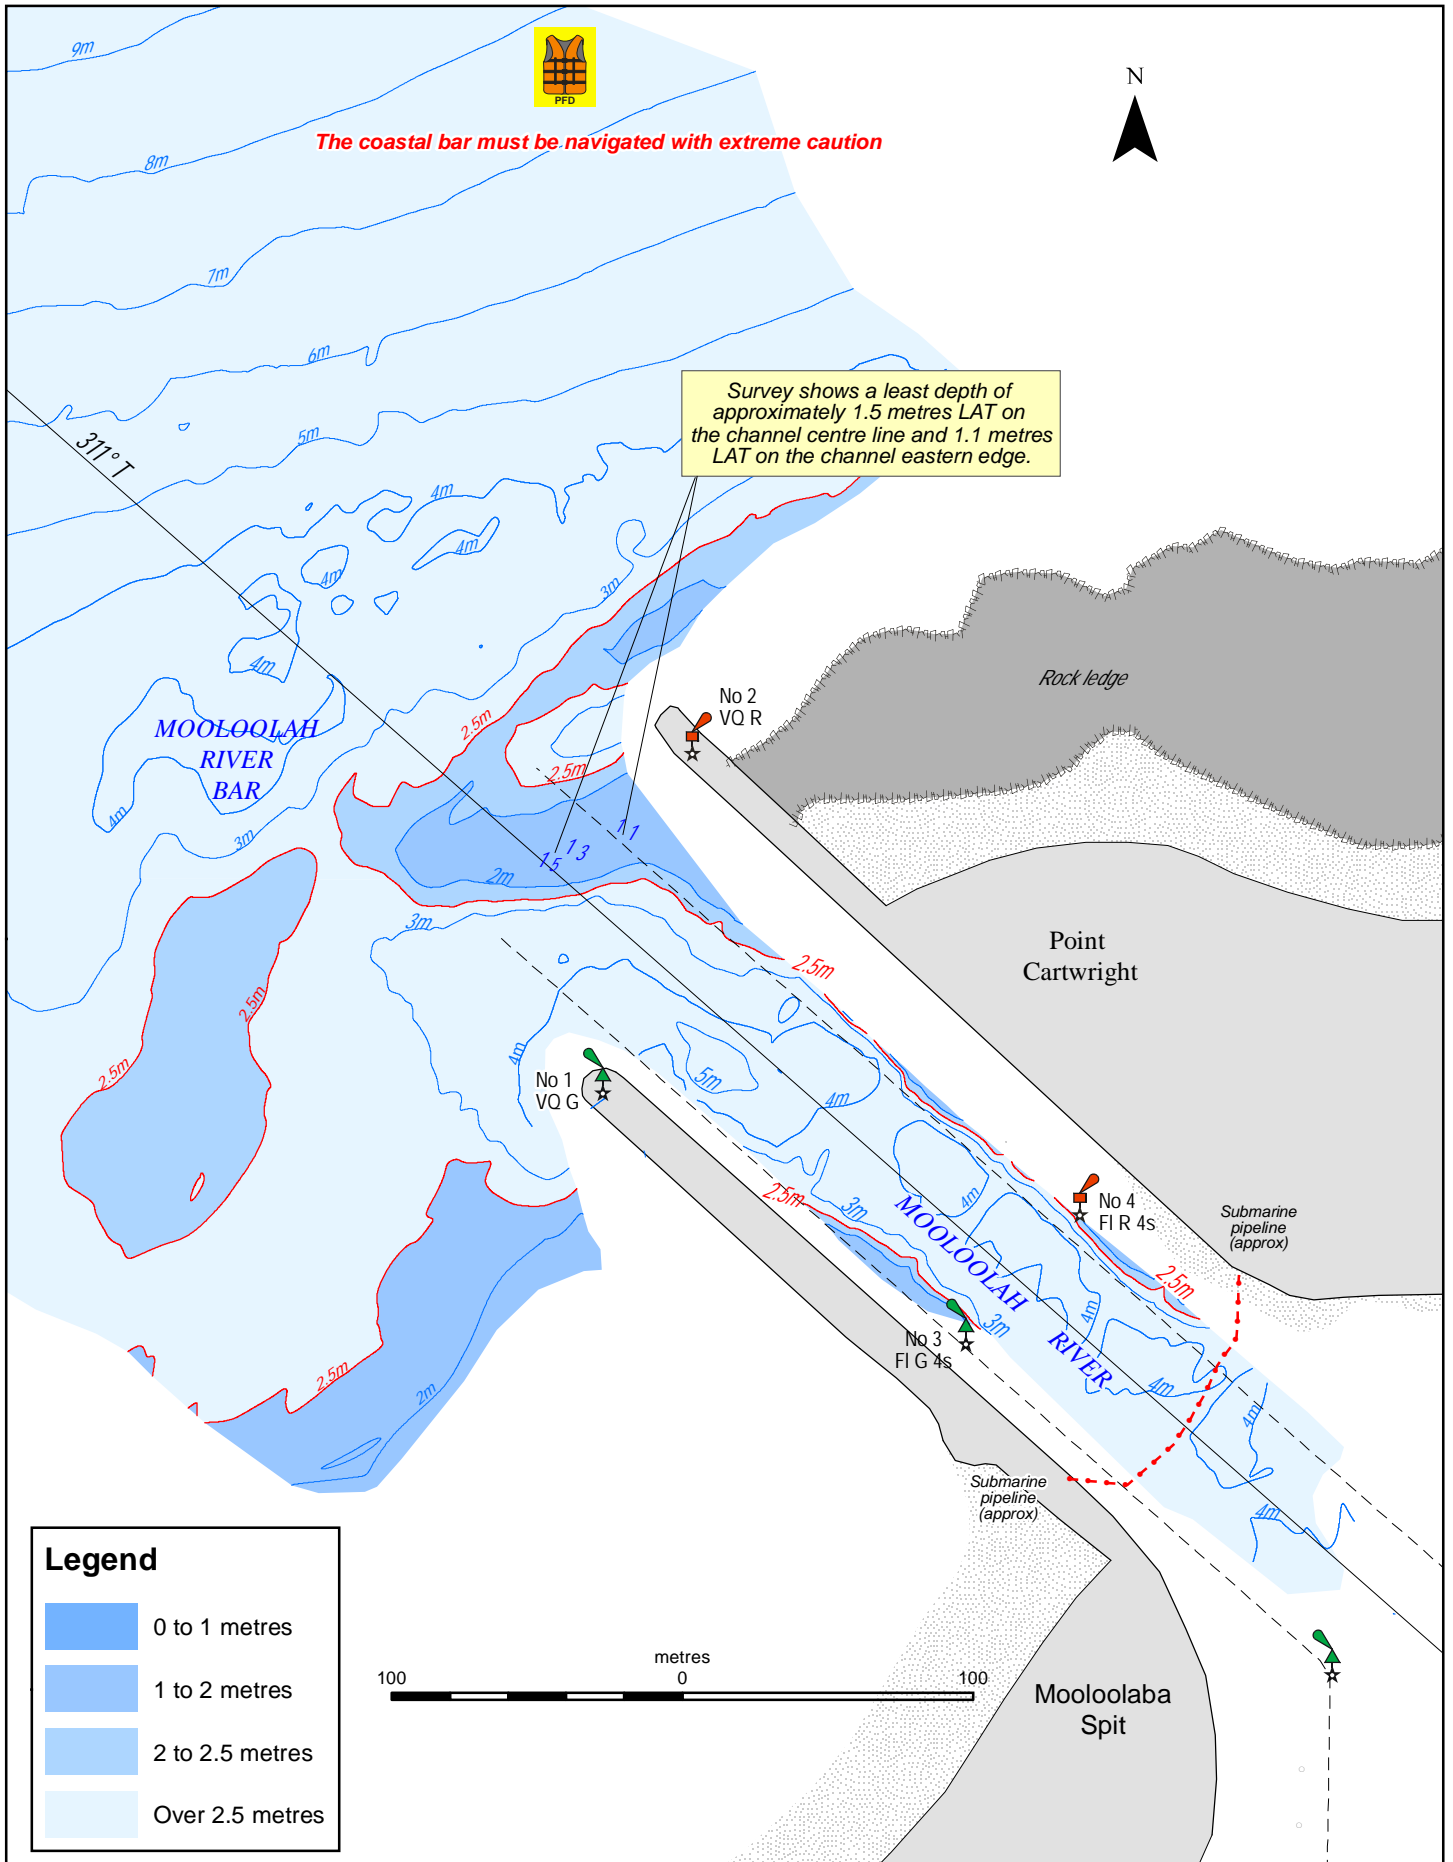 9m
PFD
N
The coastal bar must be navigated with extreme caution
8m
7m
6m
5m
311° T
Survey shows a least depth of
approximately 1.5 metres LAT on
the channel centre line and 1.1 metres
LAT on the channel eastern edge.
4m
4m
4m
3m
4m
Rock ledge
No 2
VQ R
2.5m
MOOLOOLAH
RIVER
BAR
2.5m
4m
3m
1 1
1 3
1 5
2m
3m
Point
Cartwright
2.5m
2.5m
2.5m
4m
No 1
VQ G
5m
4m
4m
2.5m
3m
MOOLOOLAH
RIVER
No 4
Fl R 4s
Submarine
pipeline
(approx)
2.5m
4m
3m
No 3
Fl G 4s
2.5m
2m
4m
4m
Submarine
pipeline
(approx)
4m
Legend
0 to 1 metres
1 to 2 metres
2 to 2.5 metres
Over 2.5 metres
metres
100
0
100
Mooloolaba
Spit